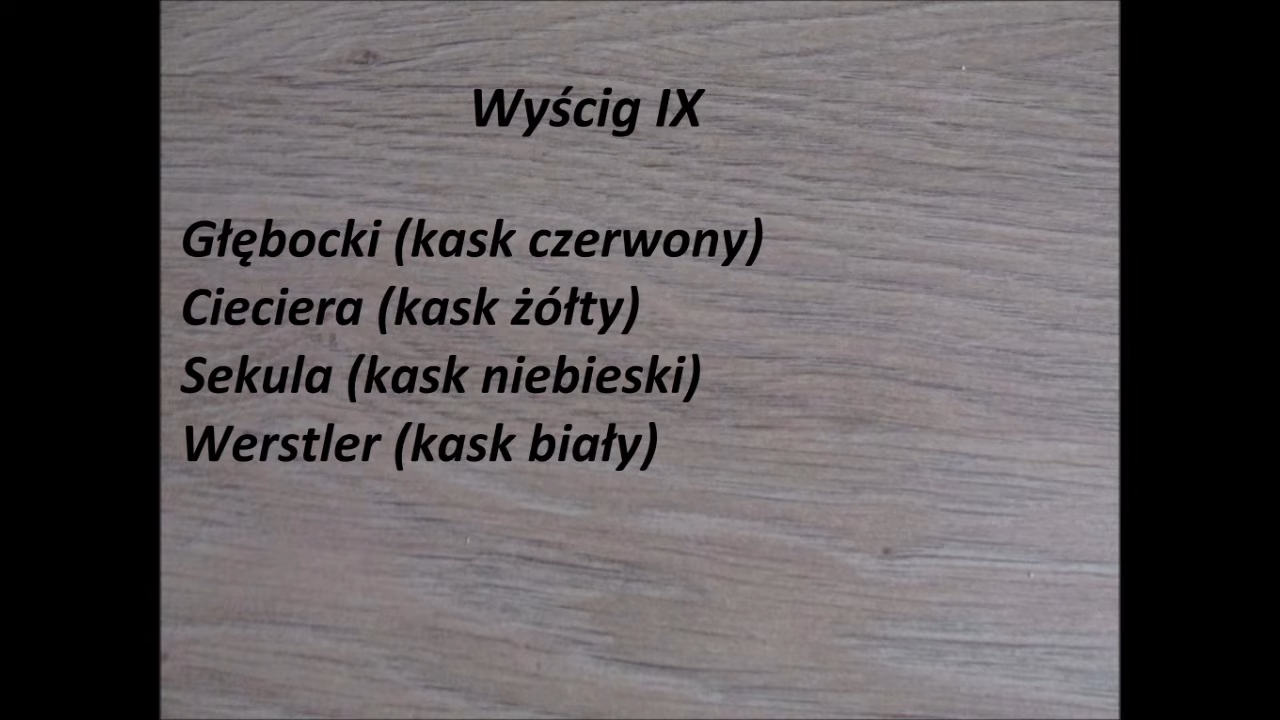 Wyścig IX
Głębocki (kask czerwony)
Cieciera (kask żółty)
Sekula (kask niebieski)
Werstler (kask biały)